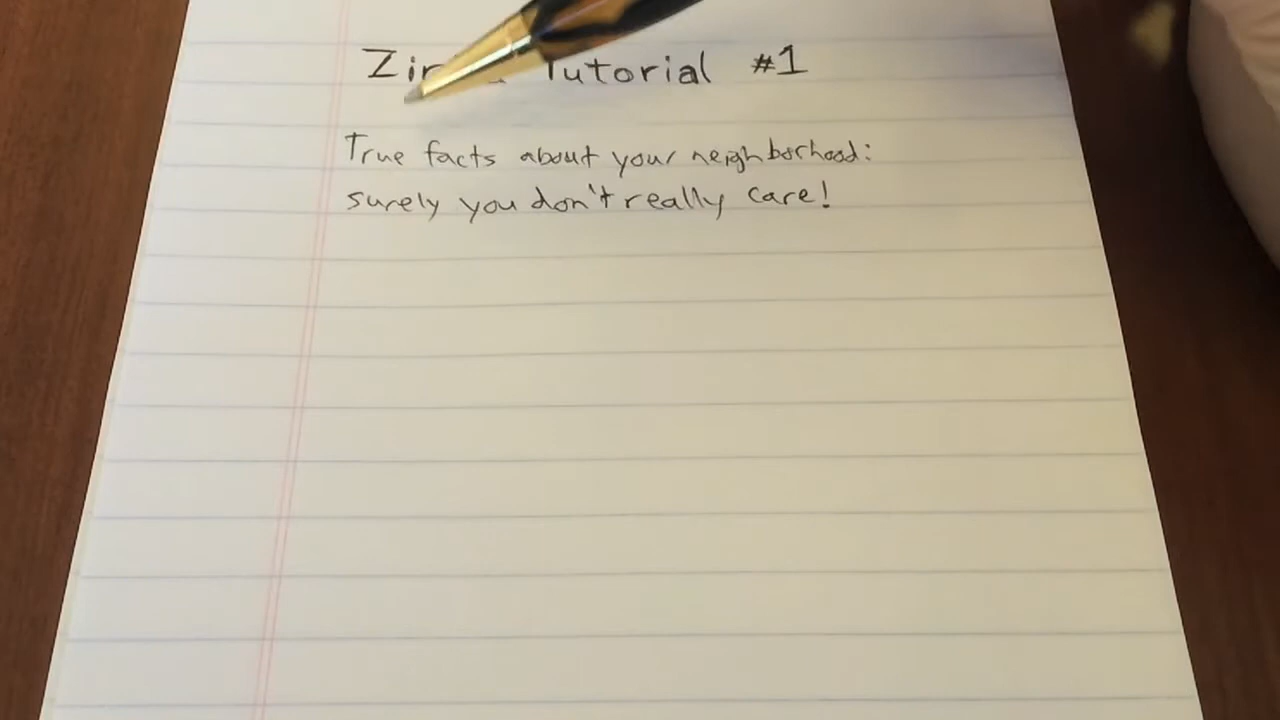 Tutorial #1
True facts about your neighborhood:
surely you don't really care!